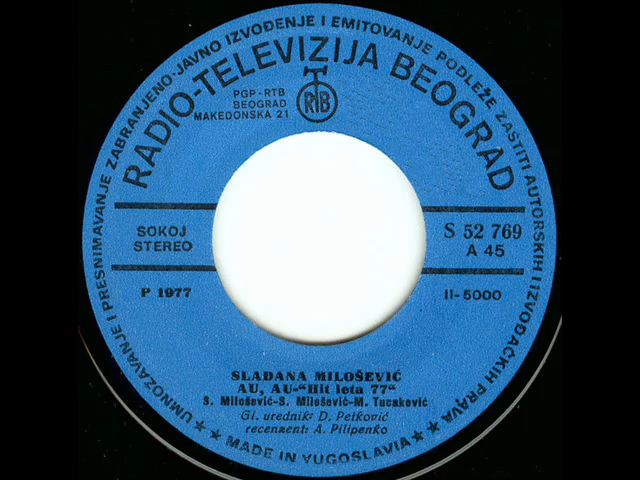 UMNOŽAVANJE I PRESNIMAVANJE ZABRANJENO·JAVNO IZVOĐENJE I EMITOVANJE PODLEŽE ZAŠTITI AUTORSKIH I IZVOĐAČKIH PRAVA
RADIO-TELEVIZIJA BEOGRAD
PGP-RTB
BEOGRAD
MAKEDONSKA 21
RTB
SOKOJ
STEREO
S 52 769
A 45
P 1977
II-5000
SLAĐANA MILOŠEVIĆ
AU, AU-"Hit leta 77"
S. Milošević-S. Milošević-M. Tucaković
Gl. urednik: D. Petković
recenzent: A. Pilipenko
★ ★ MADE IN YUGOSLAVIA ★ ★